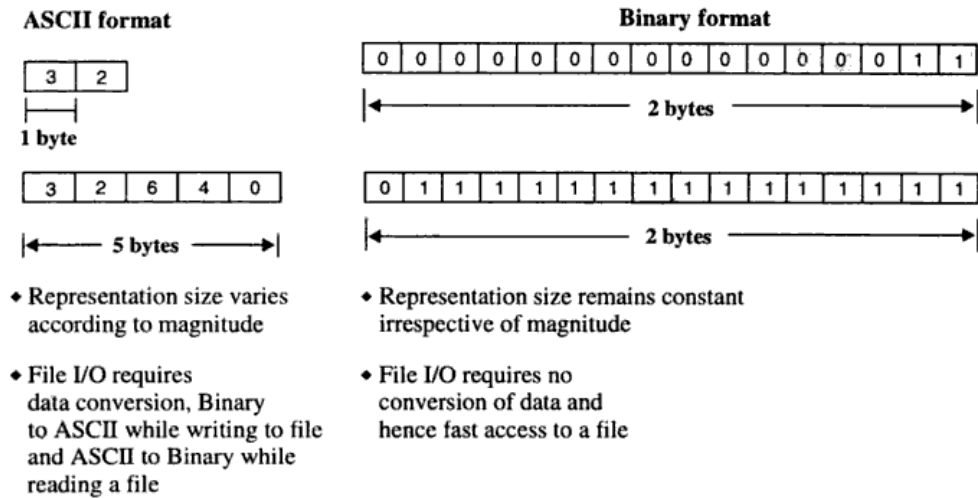 ASCII format
3 2
1 byte
3 2 6 4 0
5 bytes
♦ Representation size varies
according to magnitude
♦ File I/O requires
data conversion, Binary
to ASCII while writing to file
and ASCII to Binary while
reading a file
Binary format
0 0 0 0 0 0 0 0 0 0 0 0 0 0 1 1
2 bytes
0 1 1 1 1 1 1 1 1 1 1 1 1 1 1 1
2 bytes
♦ Representation size remains constant
irrespective of magnitude
♦ File I/O requires no
conversion of data and
hence fast access to a file